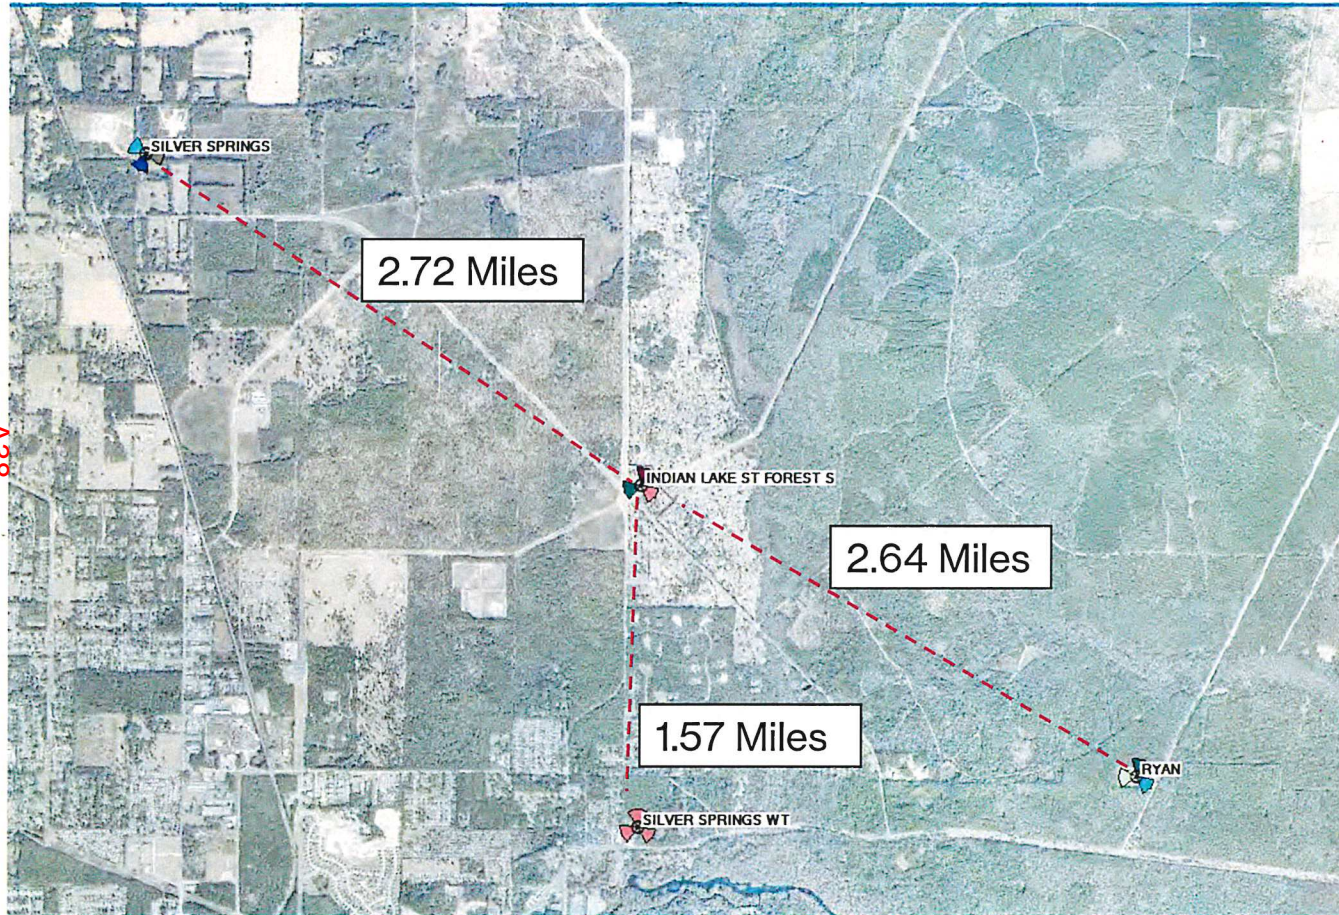 SILVER SPRINGS
2.72 Miles
INDIAN LAKE ST FOREST S
2.64 Miles
1.57 Miles
RYAN
SILVER SPRINGS WT